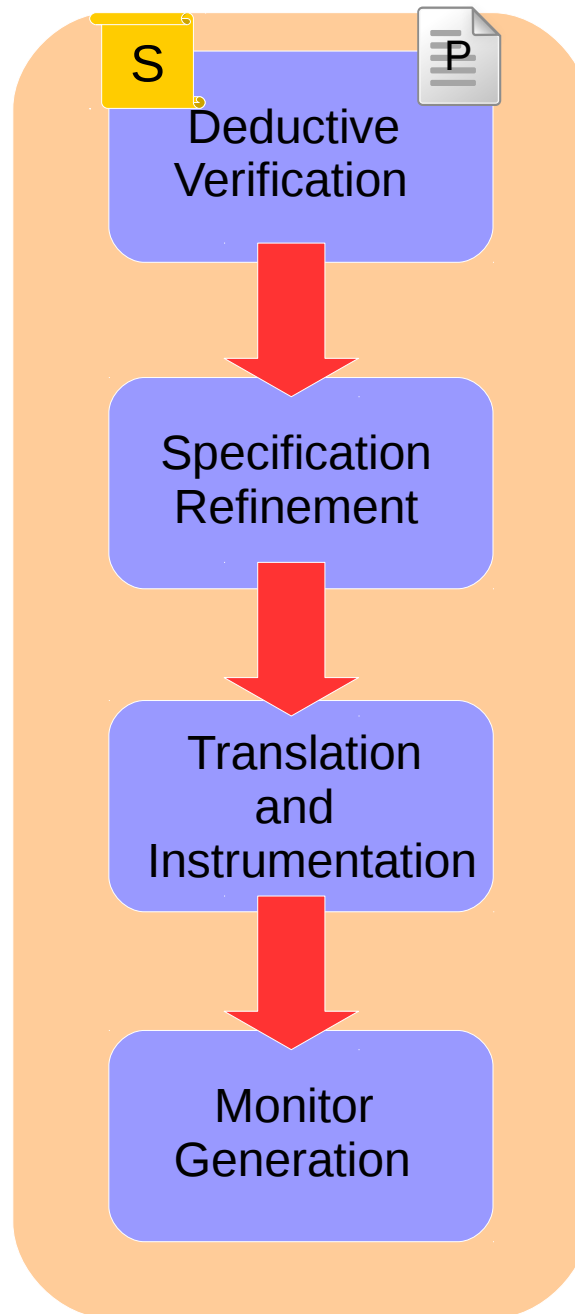 S
P
Deductive
Verification
Specification
Refinement
Translation
and
Instrumentation
Monitor
Generation